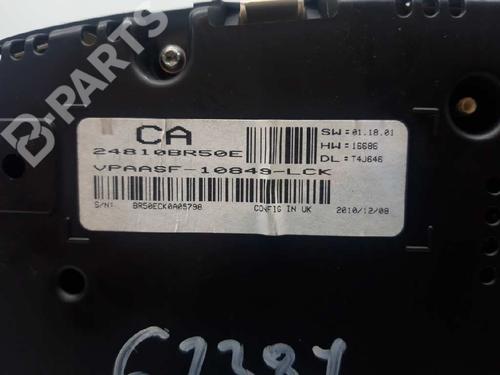 B-PARTS
CA
24810BR50E
VPAASF-10849-LCK
SW:01.18.01
HW:16686
DL:T4J646
S/N: BR50ECK0A05798
CONFIG IN UK
2010/12/08